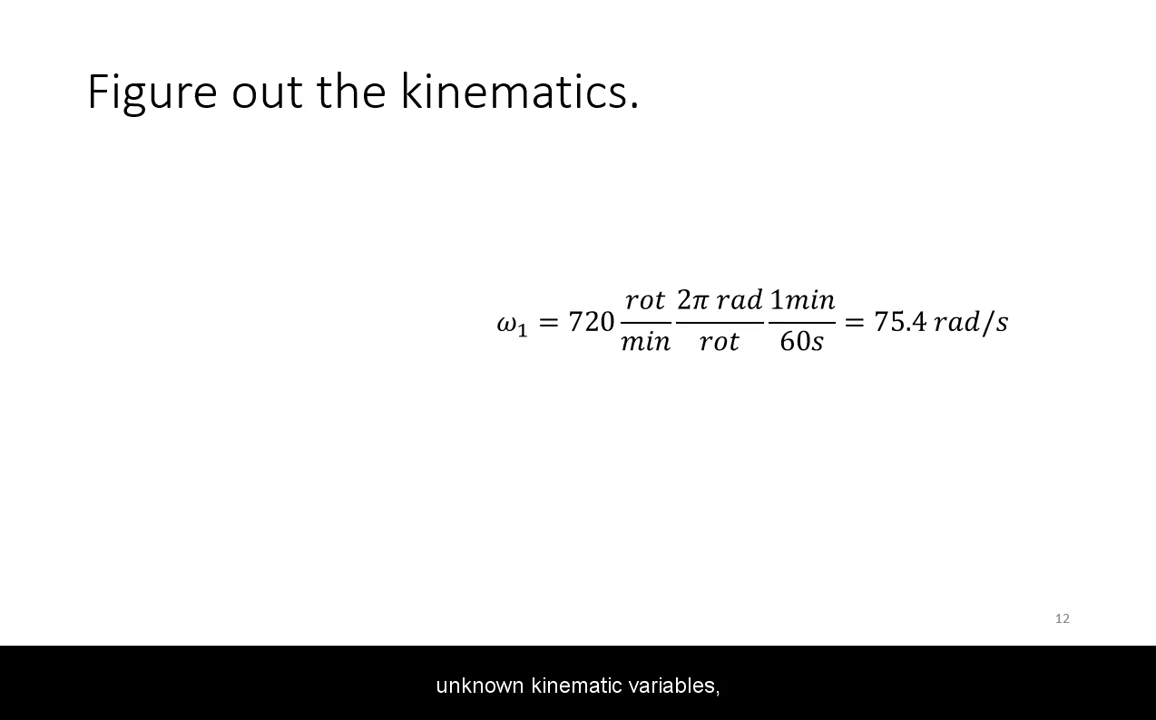 Figure out the kinematics.
ω₁ = 720 rot/min 2π rad/rot 1min/60s = 75.4 rad/s
12
unknown kinematic variables,